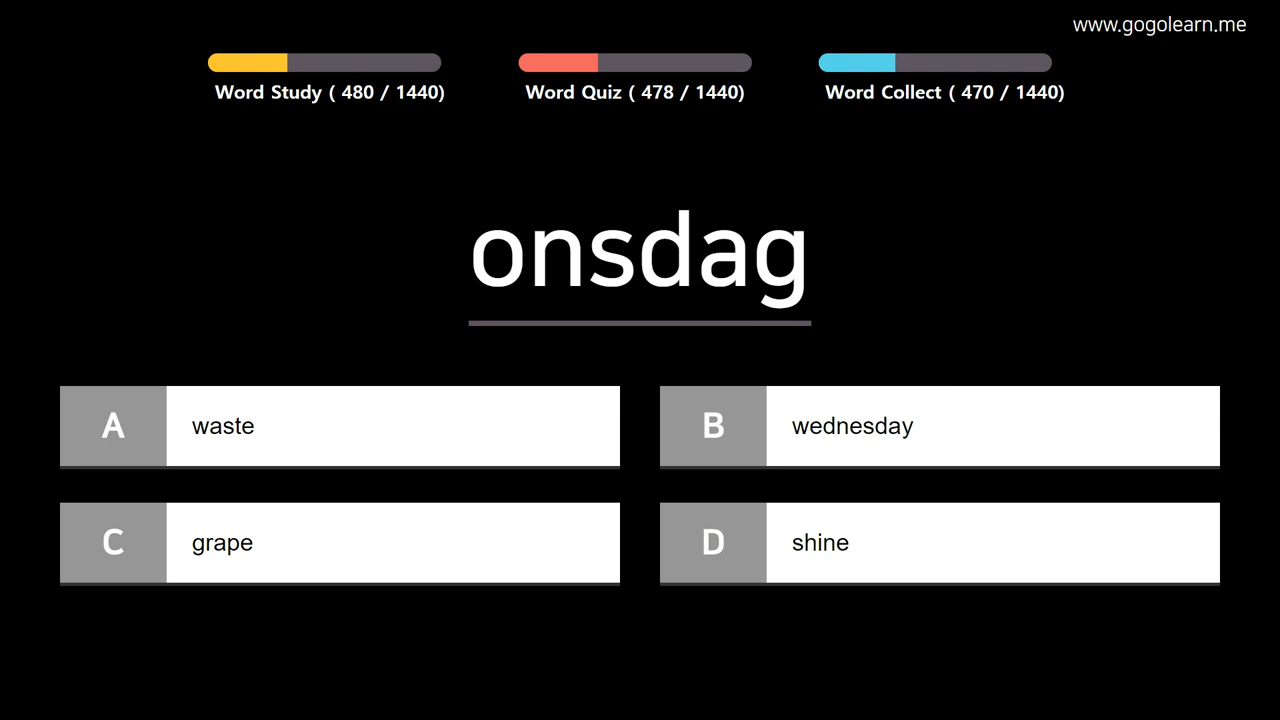 www.gogolearn.me
Word Study ( 480 / 1440)
Word Quiz ( 478 / 1440)
Word Collect ( 470 / 1440)
onsdag
A waste
B wednesday
C grape
D shine